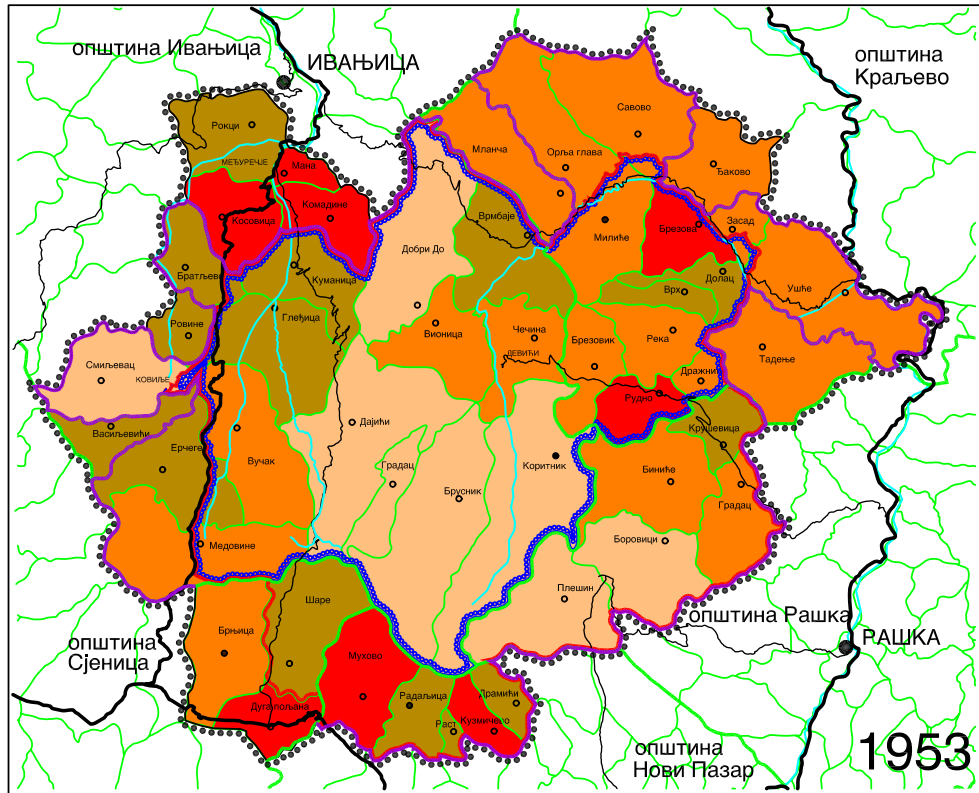 општина Ивањица
ИВАЊИЦА
општина
Краљево
Рокци
МЕЂУРЕЧЈЕ
Мана
Косовица
Комадине
Братљево
Куманица
Ровине
Глеђица
Смиљевац
КОВИЉЕ
Васиљевићи
Ерчеге
Вучак
Медовине
Савово
Мланча
Орља глава
Ђаково
Врмбаје
Добри До
Милиће
Брезова
Засад
Долац
Врх
Ушће
Вионица
Чечина
ДЕВИЋИ
Брезовик
Река
Тадење
Дражниће
Рудно
Крушевица
Дајићи
Градац
Брусник
Коритник
Биниће
Градац
Боровици
Плешин
Шаре
Брњица
Мухово
Дуга пољана
Радаљица
Раст
Драмићи
Кузмичево
општина
Сјеница
општина Рашка
РАШКА
општина
Нови Пазар
1953